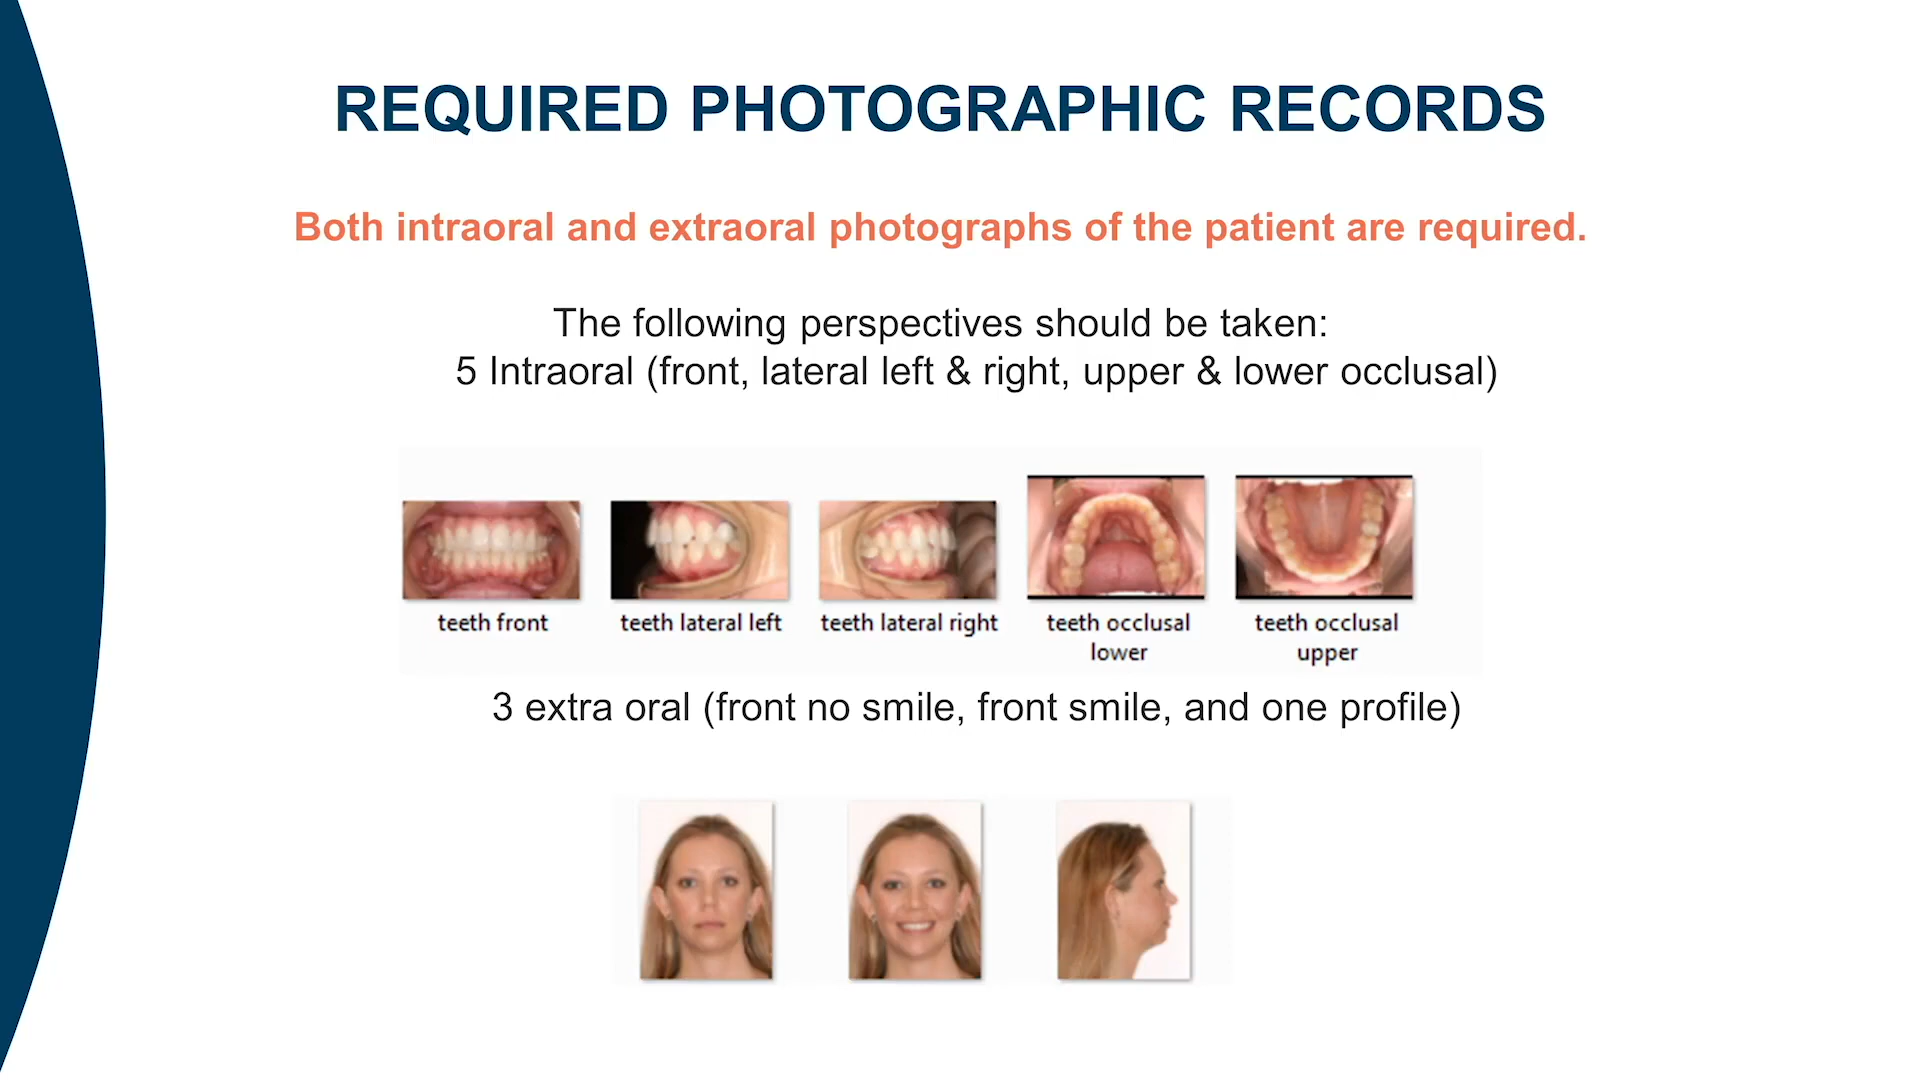 REQUIRED PHOTOGRAPHIC RECORDS
Both intraoral and extraoral photographs of the patient are required.
The following perspectives should be taken:
5 Intraoral (front, lateral left & right, upper & lower occlusal)
teeth front
teeth lateral left
teeth lateral right
teeth occlusal
lower
teeth occlusal
upper
3 extra oral (front no smile, front smile, and one profile)